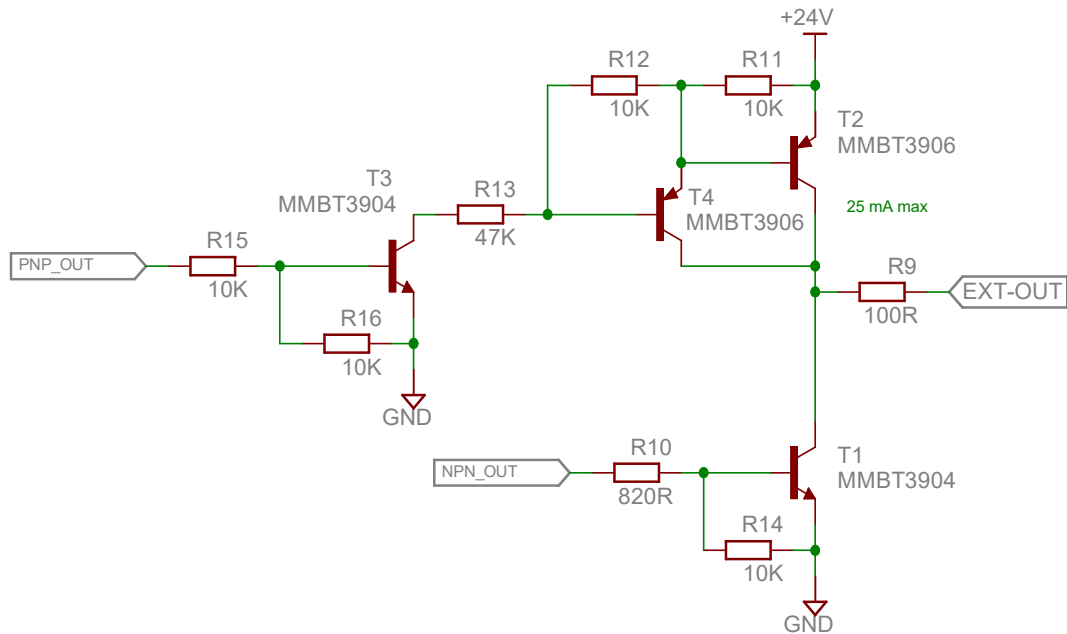 +24V
R12
10K
R11
10K
T2
MMBT3906
T3
MMBT3904
R13
47K
T4
MMBT3906
25 mA max
PNP_OUT
R15
10K
R9
100R
EXT-OUT
R16
10K
GND
NPN_OUT
R10
820R
T1
MMBT3904
R14
10K
GND